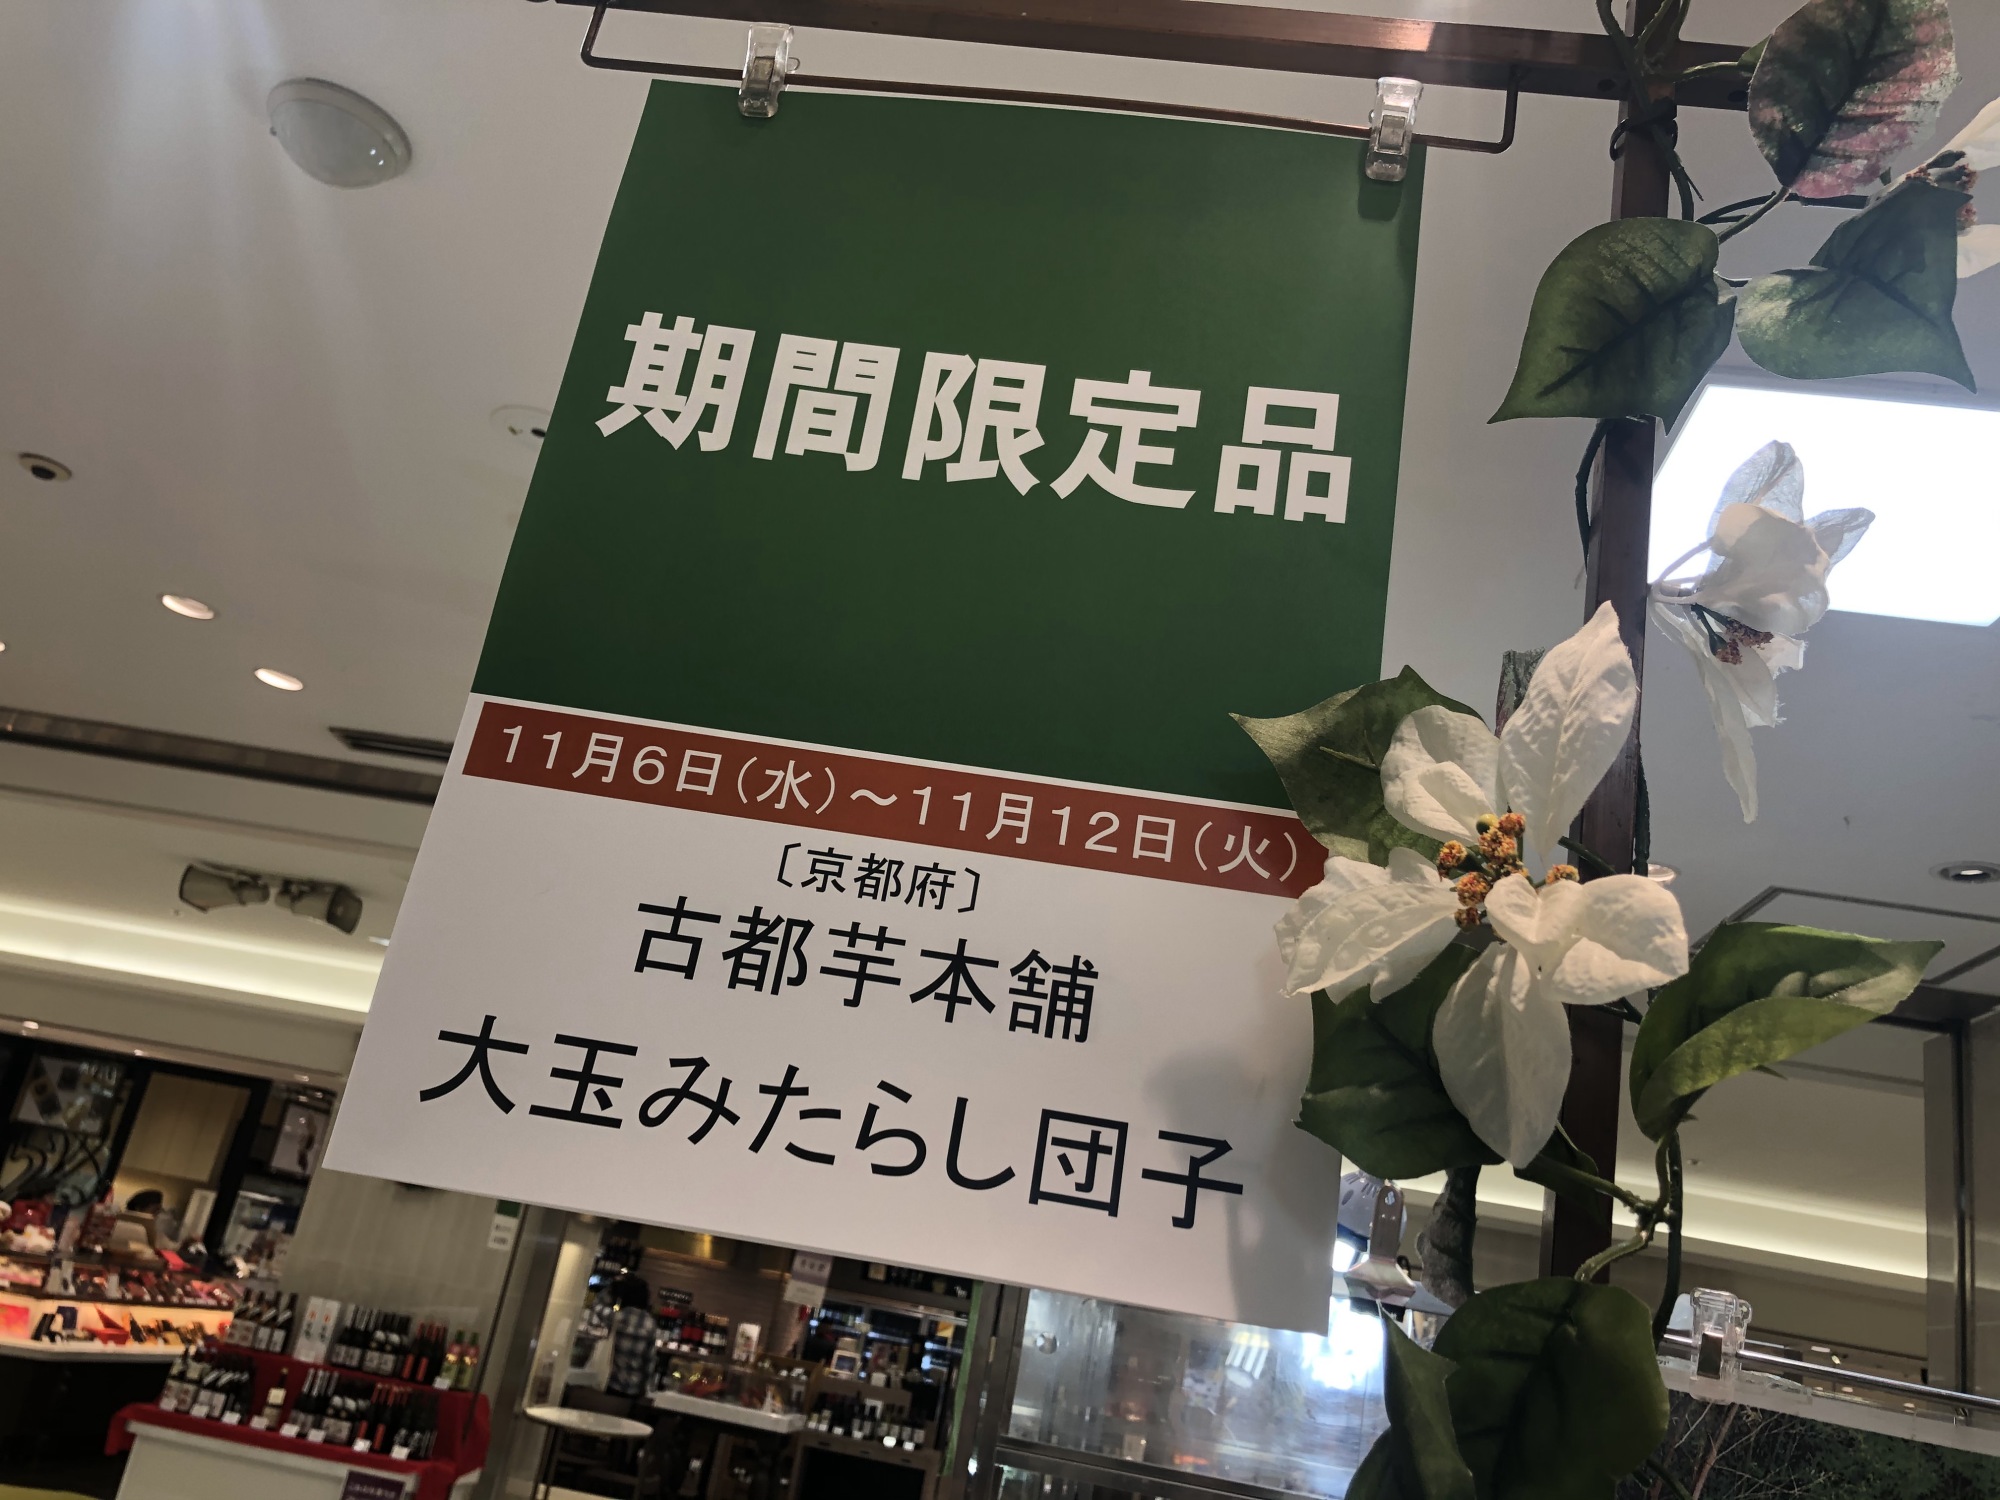 期間限定品
11月6日(水)～11月12日(火)
〔京都府〕
古都芋本舗
大玉みたらし団子